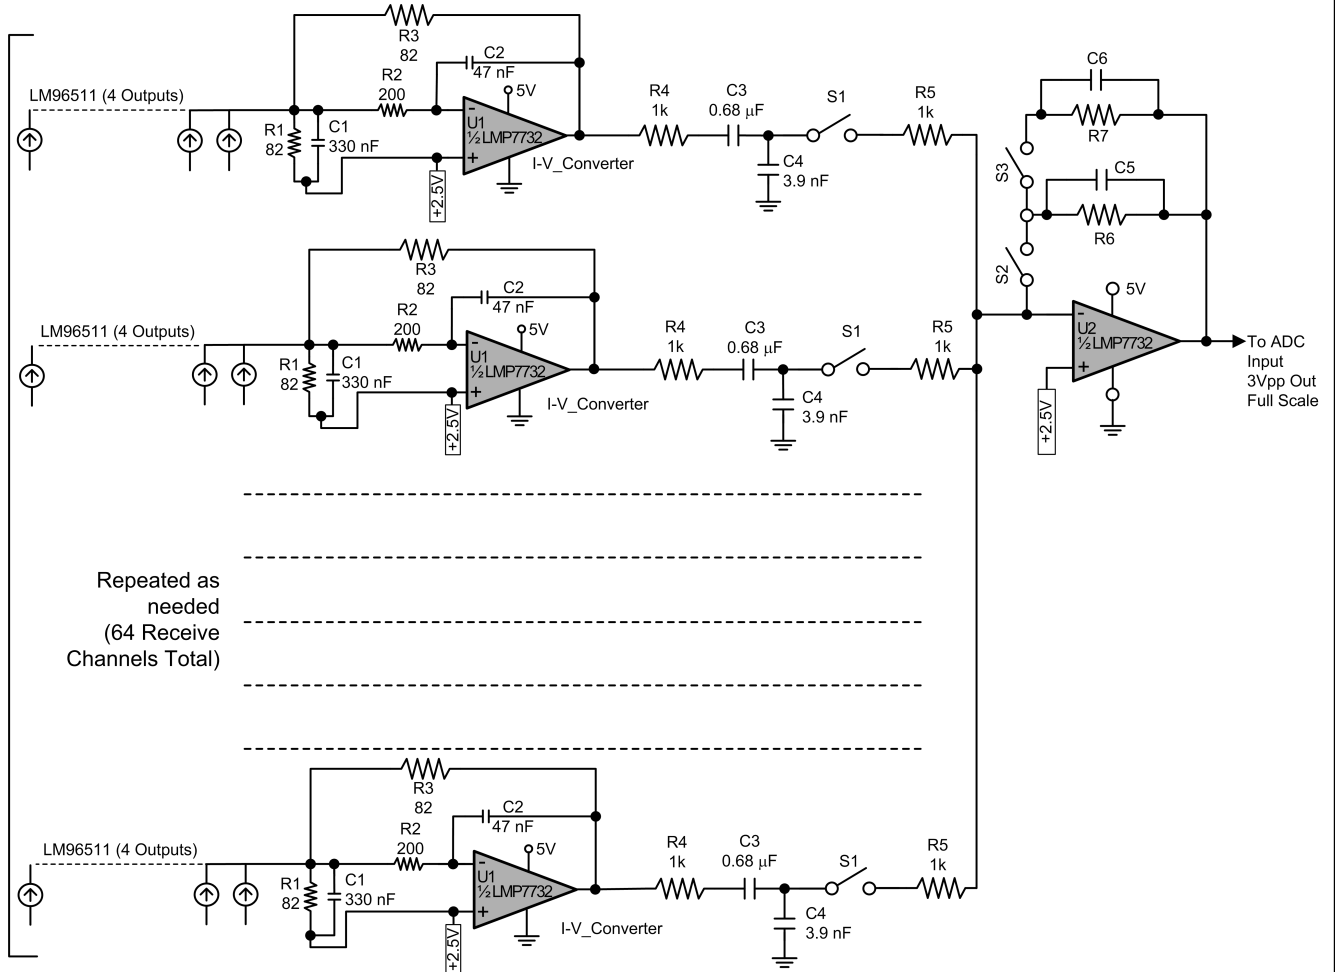 R3
82
C2
47 nF
LM96511 (4 Outputs)
R2
200
5V
R1
82
C1
330 nF
-
U1
½LMP7732
+
+2.5V
I-V_Converter
R4
1k
C3
0.68 µF
C4
3.9 nF
S1
R5
1k
C6
R7
S3
C5
R6
S2
R3
82
C2
47 nF
LM96511 (4 Outputs)
R2
200
5V
R1
82
C1
330 nF
-
U1
½LMP7732
+
+2.5V
I-V_Converter
R4
1k
C3
0.68 µF
C4
3.9 nF
S1
R5
1k
5V
-
U2
½LMP7732
+
+2.5V
To ADC
Input
3Vpp Out
Full Scale
Repeated as
needed
(64 Receive
Channels Total)
R3
82
C2
47 nF
LM96511 (4 Outputs)
R2
200
5V
R1
82
C1
330 nF
-
U1
½LMP7732
+
+2.5V
I-V_Converter
R4
1k
C3
0.68 µF
C4
3.9 nF
S1
R5
1k